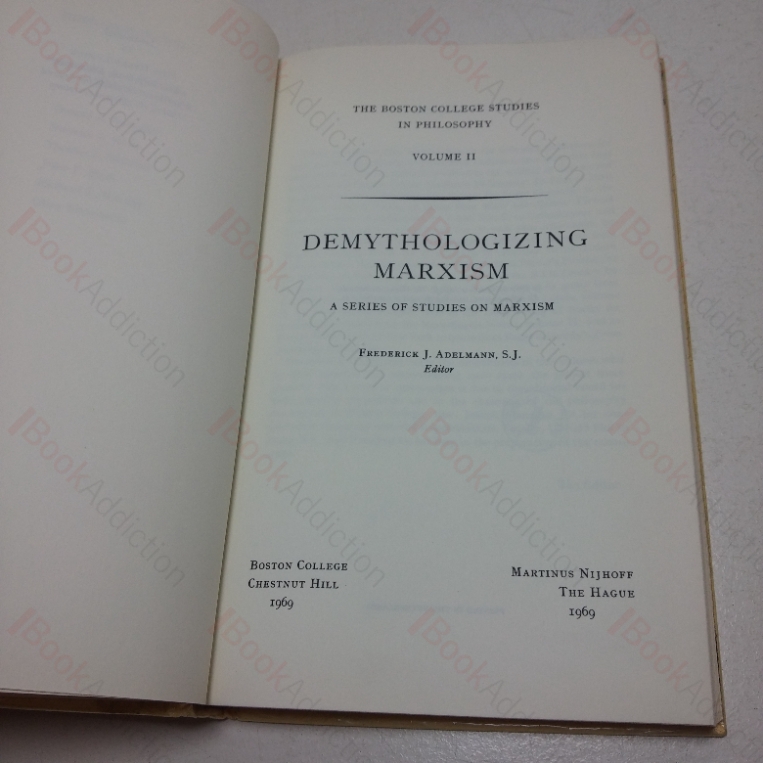 THE BOSTON COLLEGE STUDIES
IN PHILOSOPHY
VOLUME II
DEMYTHOLOGIZING
MARXISM
A SERIES OF STUDIES ON MARXISM
FREDERICK J. ADELMANN, S.J.
Editor
BOSTON COLLEGE
CHESTNUT HILL
1969
MARTINUS NIJHOFF
THE HAGUE
1969
BookAddiction